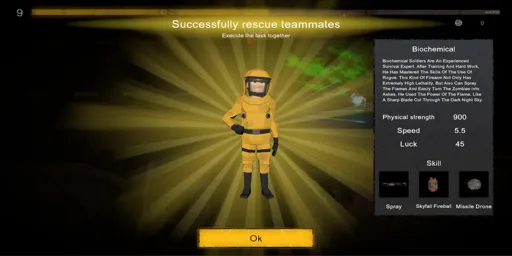 9
Successfully rescue teammates
0
Execute the task together
Biochemical
Biochemical Soldiers Are An Experienced
Survival Expert. After Training And Hard Work,
He Has Mastered The Skills Of The Use Of
Rogue. This Kind Of Firearm Not Only Has
Extremely High Lethality, But Also Can Spray
The Flames And Easily Turn The Zombies Into
Ashes. He Used The Power Of The Flame, Like
A Sharp Blade Cut Through The Dark Night Sky.
Physical strength 900
Speed 5.5
Luck 45
Skill
Spray Skyfall Fireball Missile Drone
Ok